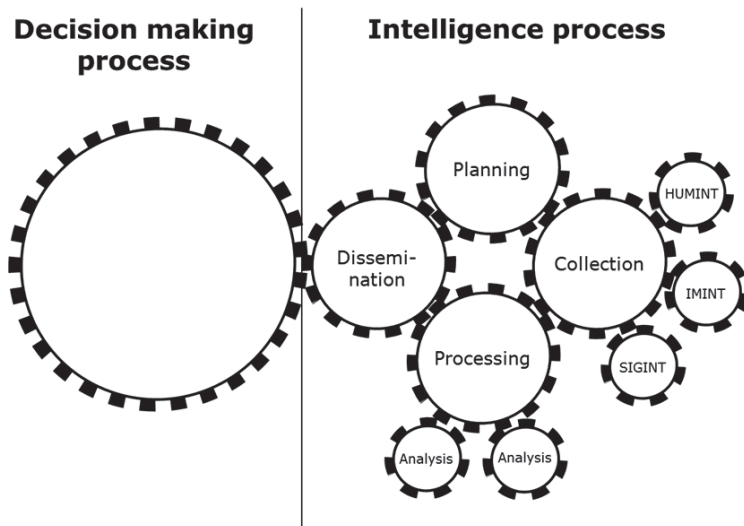 Decision making
process
Intelligence process
Planning
HUMINT
Dissemi-
nation
Collection
IMINT
Processing
SIGINT
Analysis
Analysis